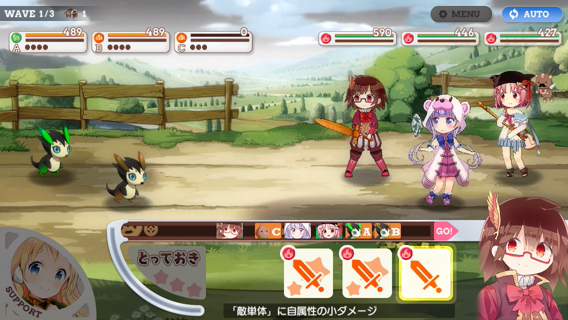 WAVE 1/3 1
MENU
AUTO
489
489
0
590
446
427
A
B
C
C
A
B
GO!
とっておき
SUPPORT
「敵単体」に自属性の小ダメージ